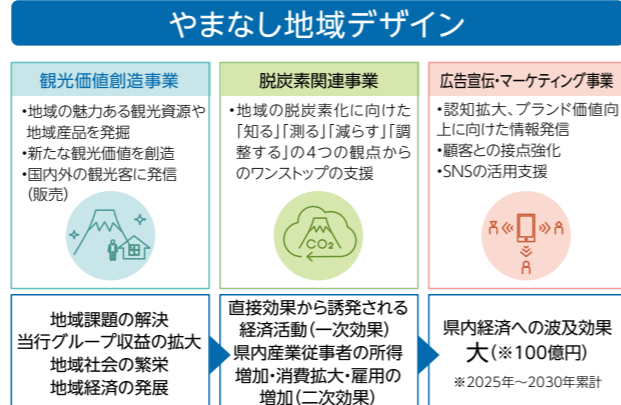 やまなし地域デザイン
観光価値創造事業
•地域の魅力ある観光資源や
地域産品を発掘
•新たな観光価値を創造
•国内外の観光客に発信
(販売)
脱炭素関連事業
•地域の脱炭素化に向けた
「知る」「測る」「減らす」「調
整する」の4つの観点から
のワンストップの支援
CO₂
広告宣伝・マーケティング事業
•認知拡大、ブランド価値向
上に向けた情報発信
•顧客との接点強化
•SNSの活用支援
地域課題の解決
当行グループ収益の拡大
地域社会の繁栄
地域経済の発展
直接効果から誘発される
経済活動(一次効果)
県内産業従事者の所得
増加・消費拡大・雇用の
増加(二次効果)
県内経済への波及効果
大(※100億円)
※2025年~2030年累計